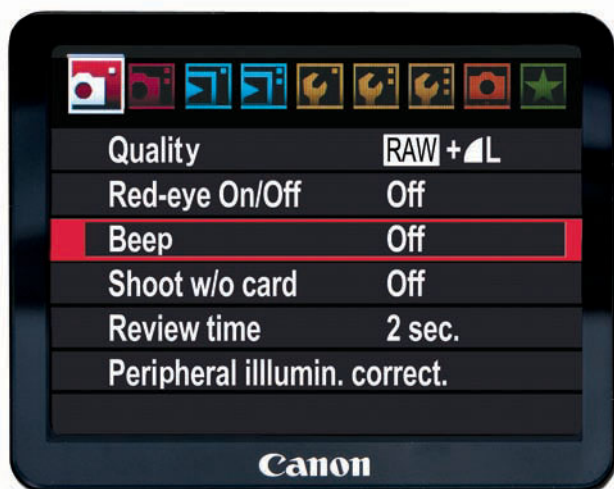 Quality RAW + L
Red-eye On/Off Off
Beep Off
Shoot w/o card Off
Review time 2 sec.
Peripheral illlumin. correct.
Canon